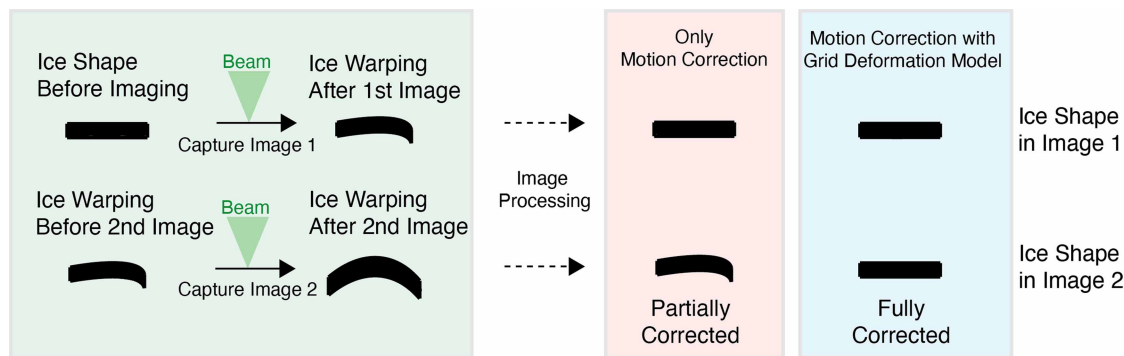 Ice Shape
Before Imaging
Beam
Capture Image 1
Ice Warping
After 1st Image
Ice Warping
Before 2nd Image
Beam
Capture Image 2
Ice Warping
After 2nd Image
Image
Processing
Only
Motion Correction
Partially
Corrected
Motion Correction with
Grid Deformation Model
Fully
Corrected
Ice Shape
in Image 1
Ice Shape
in Image 2